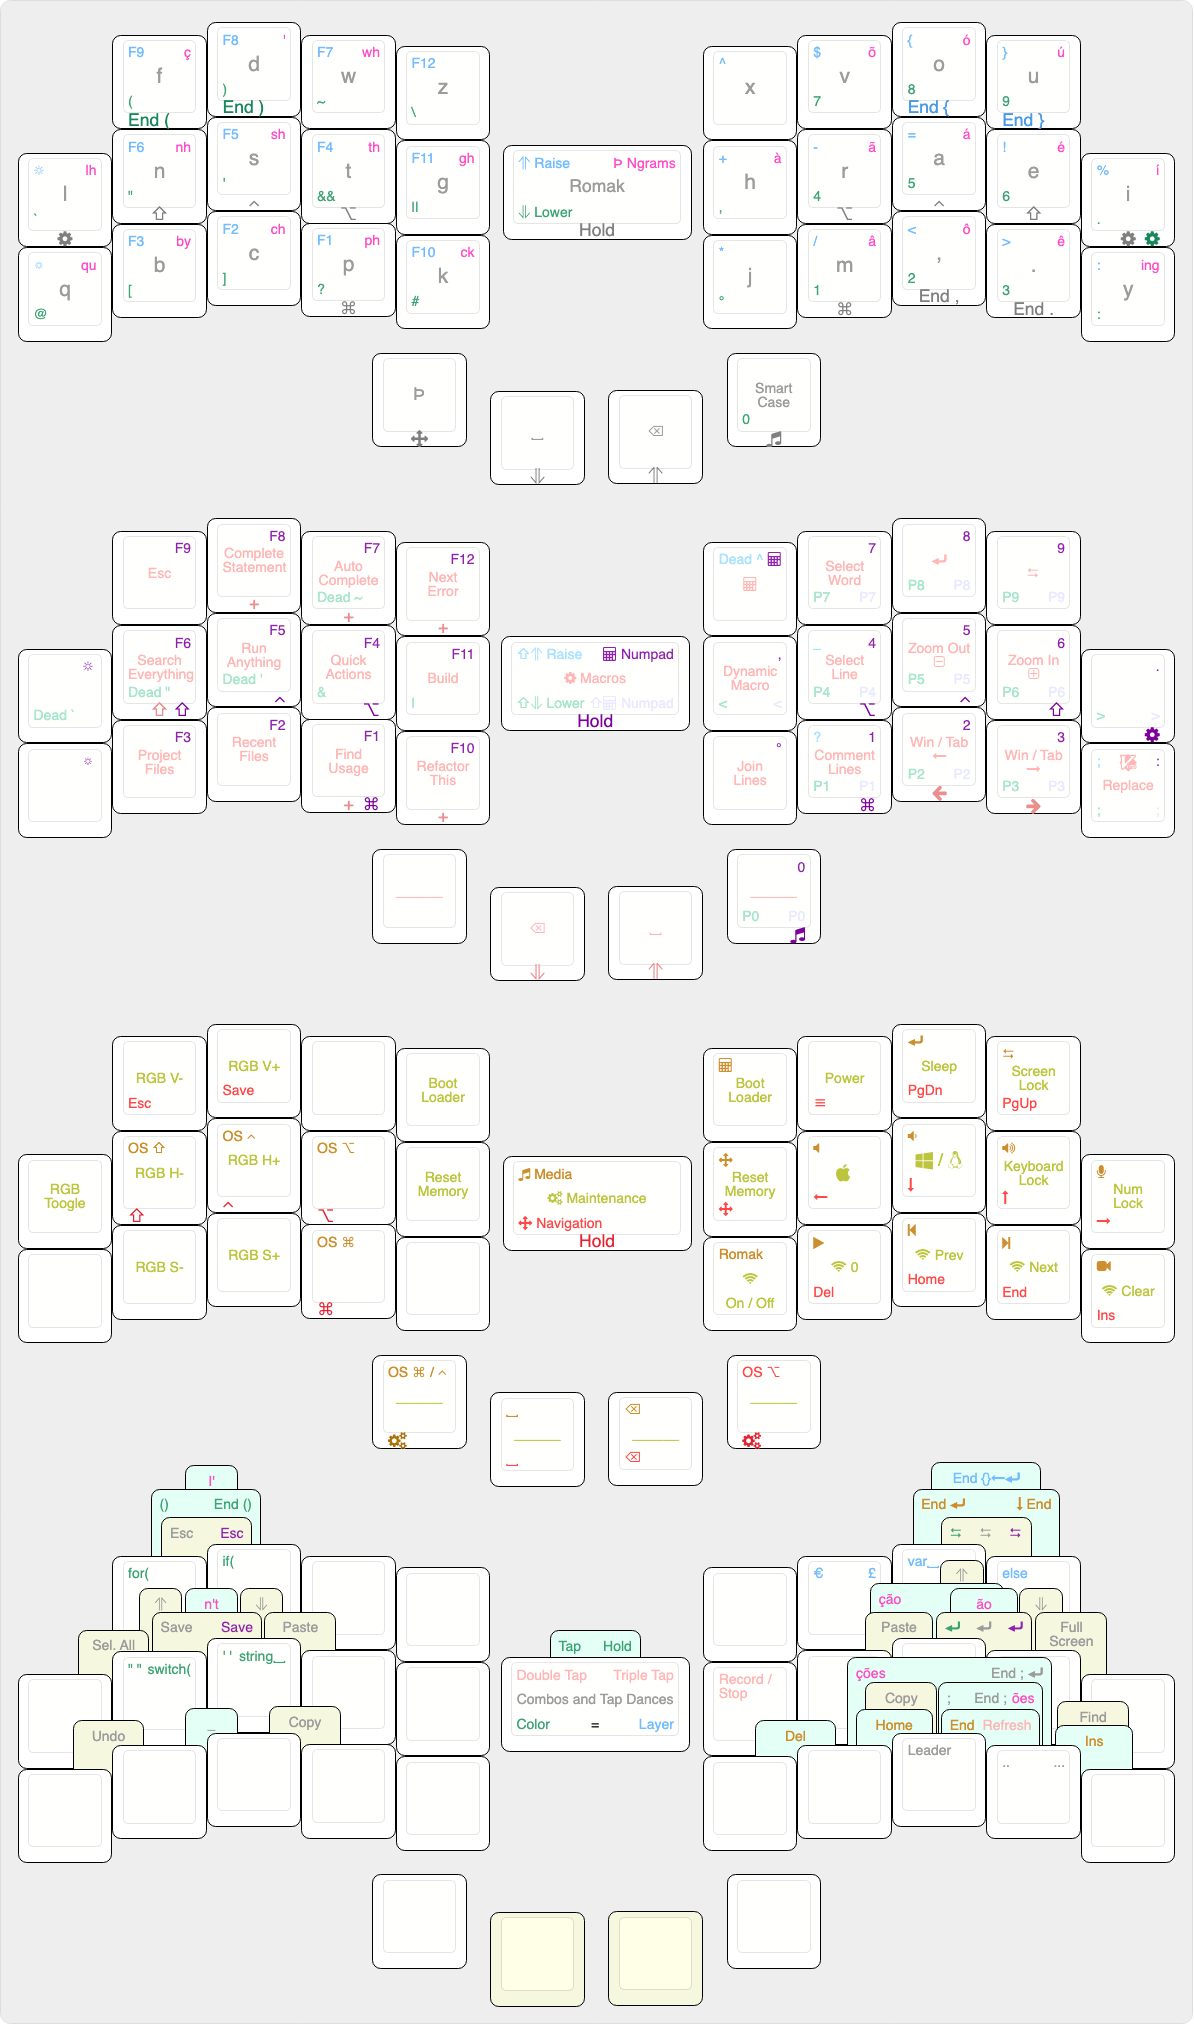 F9 ç
f
(
End (
F8 '
d
)
End )
F7 wh
w
~
F12
z
\
^
x
$ õ
v
7
{ ó
o
8
End {
} ú
u
9
End }
lh
l
`
F6 nh
n
"
F5 sh
s
'
^
F4 th
t
&&
⌥
F11 gh
g
||
⇑ Raise Þ Ngrams
Romak
⇓ Lower
Hold
+ à
h
,
- ã
r
4
⌥
= á
a
5
^
! é
e
6
⇧
% í
i
.
qu
q
@
F3 by
b
[
F2 ch
c
]
F1 ph
p
?
⌘
F10 ck
k
#
*
j
°
/ â
m
1
⌘
< ô
,
2
End ,
> ê
.
3
End .
: ing
y
:
Þ
Smart
Case
0
F9
Esc
F8
Complete
Statement
+
F7
Auto
Complete
Dead ~
+
F12
Next
Error
+
Dead ^
7
Select
Word
P7 P7
8
P8 P8
9
P9 P9
Dead `
F6
Search
Everything
Dead "
F5
Run
Anything
Dead '
^
F4
Quick
Actions
&
⌥
F11
Build
|
⇧⇑ Raise Numpad
Macros
⇧⇓ Lower ⇧ Numpad
Hold
,
Dynamic
Macro
< <
_ 4
Select
Line
P4 P4
⌥
5
Zoom Out
P5 P5
^
6
Zoom In
P6 P6
⇧
.
> >
F3
Project
Files
F2
Recent
Files
F1
Find
Usage
+ ⌘
F10
Refactor
This
+
°
Join
Lines
? 1
Comment
Lines
P1 P1
⌘
2
Win / Tab
←
P2 P2
3
Win / Tab
→
P3 P3
; :
Replace
; ;
0
P0 P0
RGB V-
Esc
RGB V+
Save
Boot
Loader
Boot
Loader
Power
≡
Sleep
PgDn
Screen
Lock
PgUp
RGB
Toogle
OS ⇧
RGB H-
⇧
OS ^
RGB H+
^
OS ⌥
⌥
Reset
Memory
Media
Maintenance
Navigation
Hold
Reset
Memory
←
/
↓
Keyboard
Lock
↑
Num
Lock
→
RGB S-
RGB S+
OS ⌘
⌘
Romak
On / Off
0
Del
Prev
Home
Next
End
Clear
Ins
OS ⌘ / ^
OS ⌥
I'
() End ()
Esc Esc
for(
if(
n't
Save Save
Paste
Sel. All
" " switch(
' ' string
Undo
_
Copy
Tap Hold
Double Tap Triple Tap
Combos and Tap Dances
Color = Layer
End {}←↵
End ↵ ↓ End
€ £
var
else
ção
ão
Paste
Full
Screen
Record /
Stop
ções End ; ↵
Copy
; End ; ões
Find
Del
Home
End Refresh
Ins
Leader
.. ...